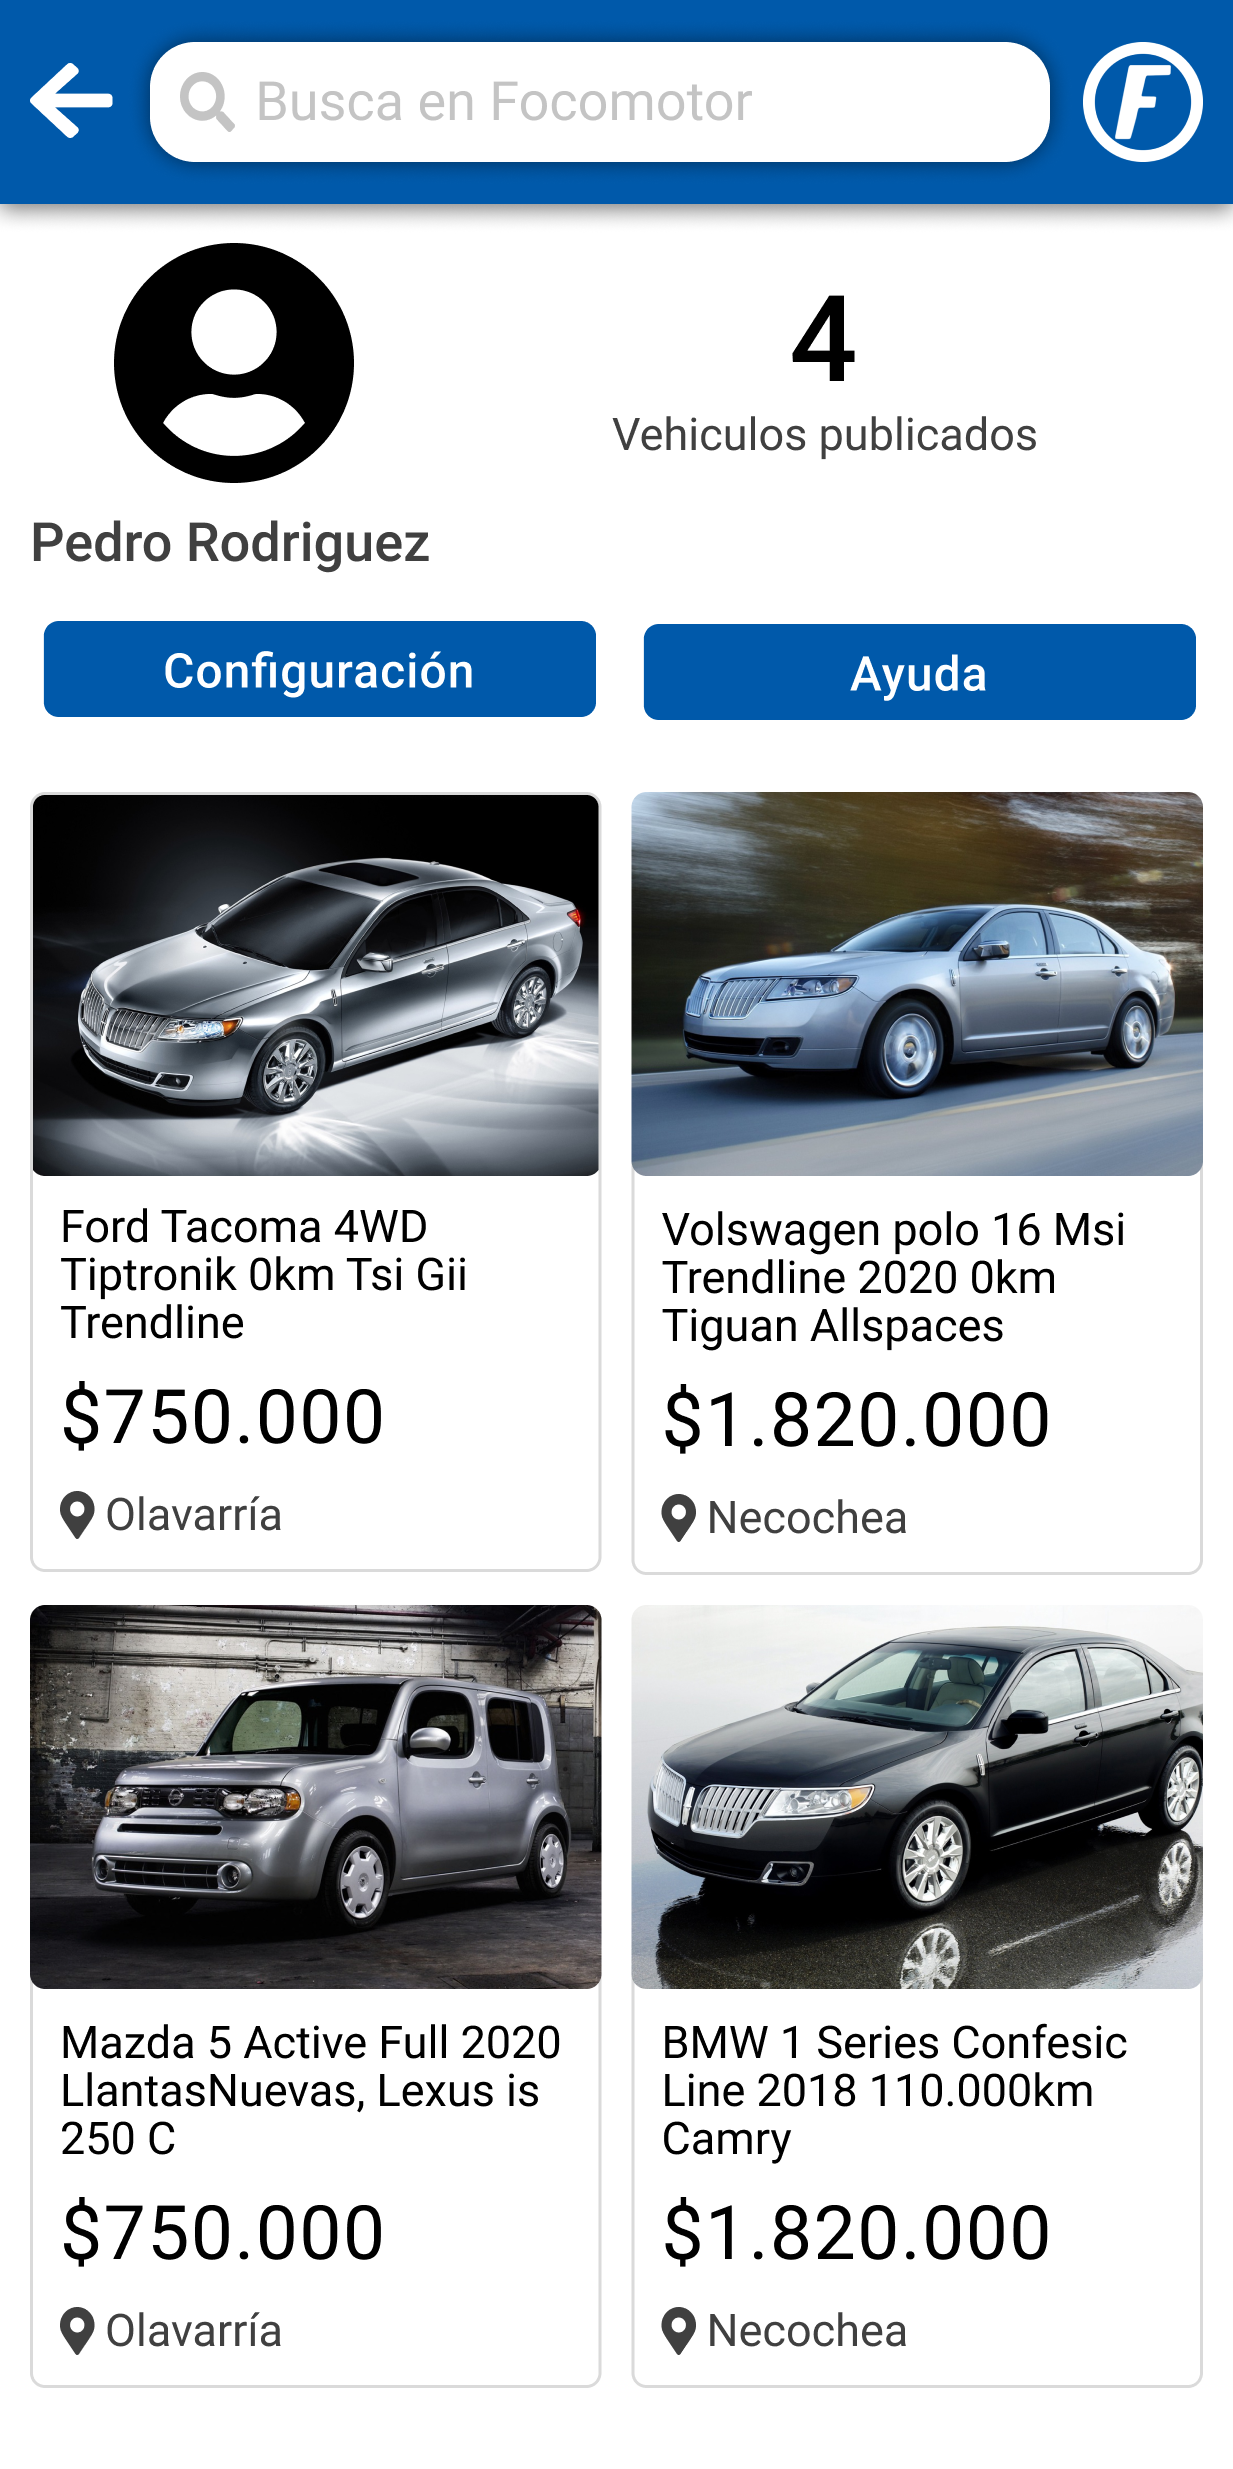 Busca en Focomotor
F
4
Vehiculos publicados
Pedro Rodriguez
Configuración
Ayuda
Ford Tacoma 4WD
Tiptronik 0km Tsi Gii
Trendline
$750.000
Olavarría
Volswagen polo 16 Msi
Trendline 2020 0km
Tiguan Allspaces
$1.820.000
Necochea
Mazda 5 Active Full 2020
LlantasNuevas, Lexus is
250 C
$750.000
Olavarría
BMW 1 Series Confesic
Line 2018 110.000km
Camry
$1.820.000
Necochea